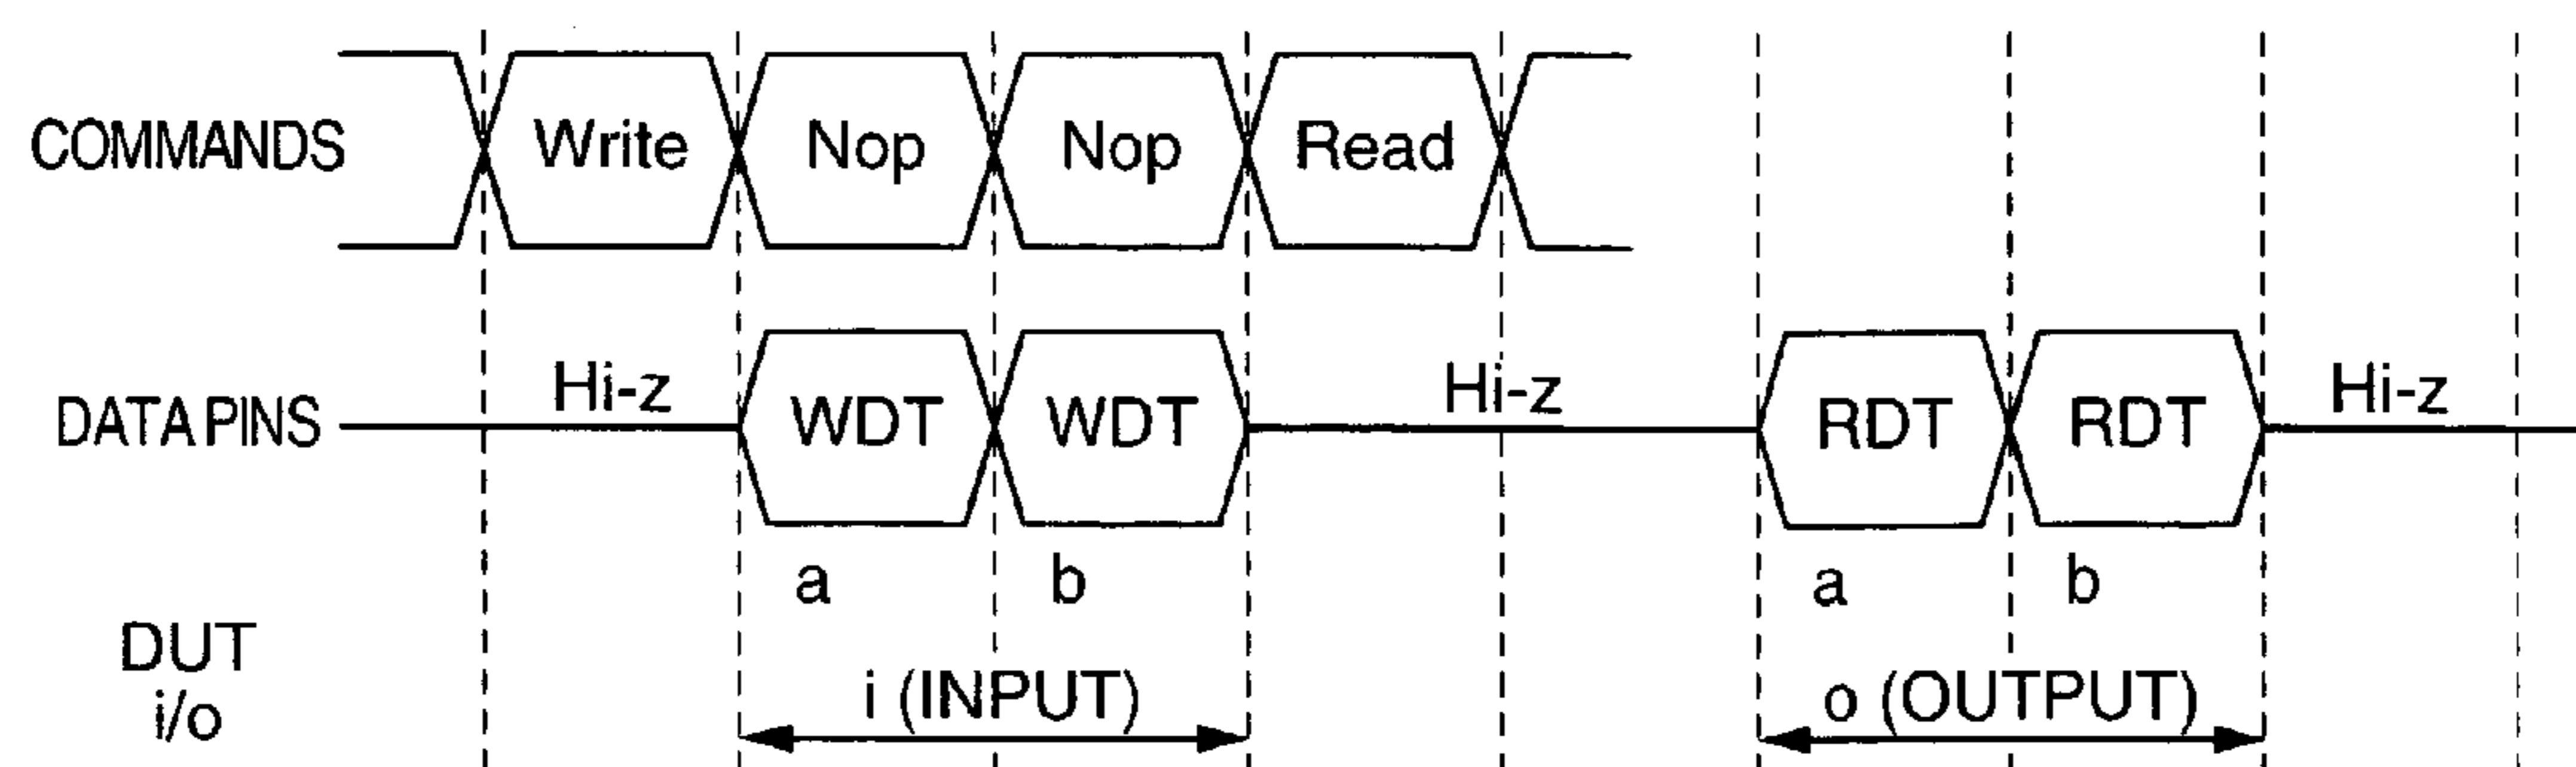 COMMANDS Write Nop Nop Read
Hi-z Hi-z Hi-z
DATA PINS WDT WDT RDT RDT
a b a b
DUT
i/o
i (INPUT) o (OUTPUT)